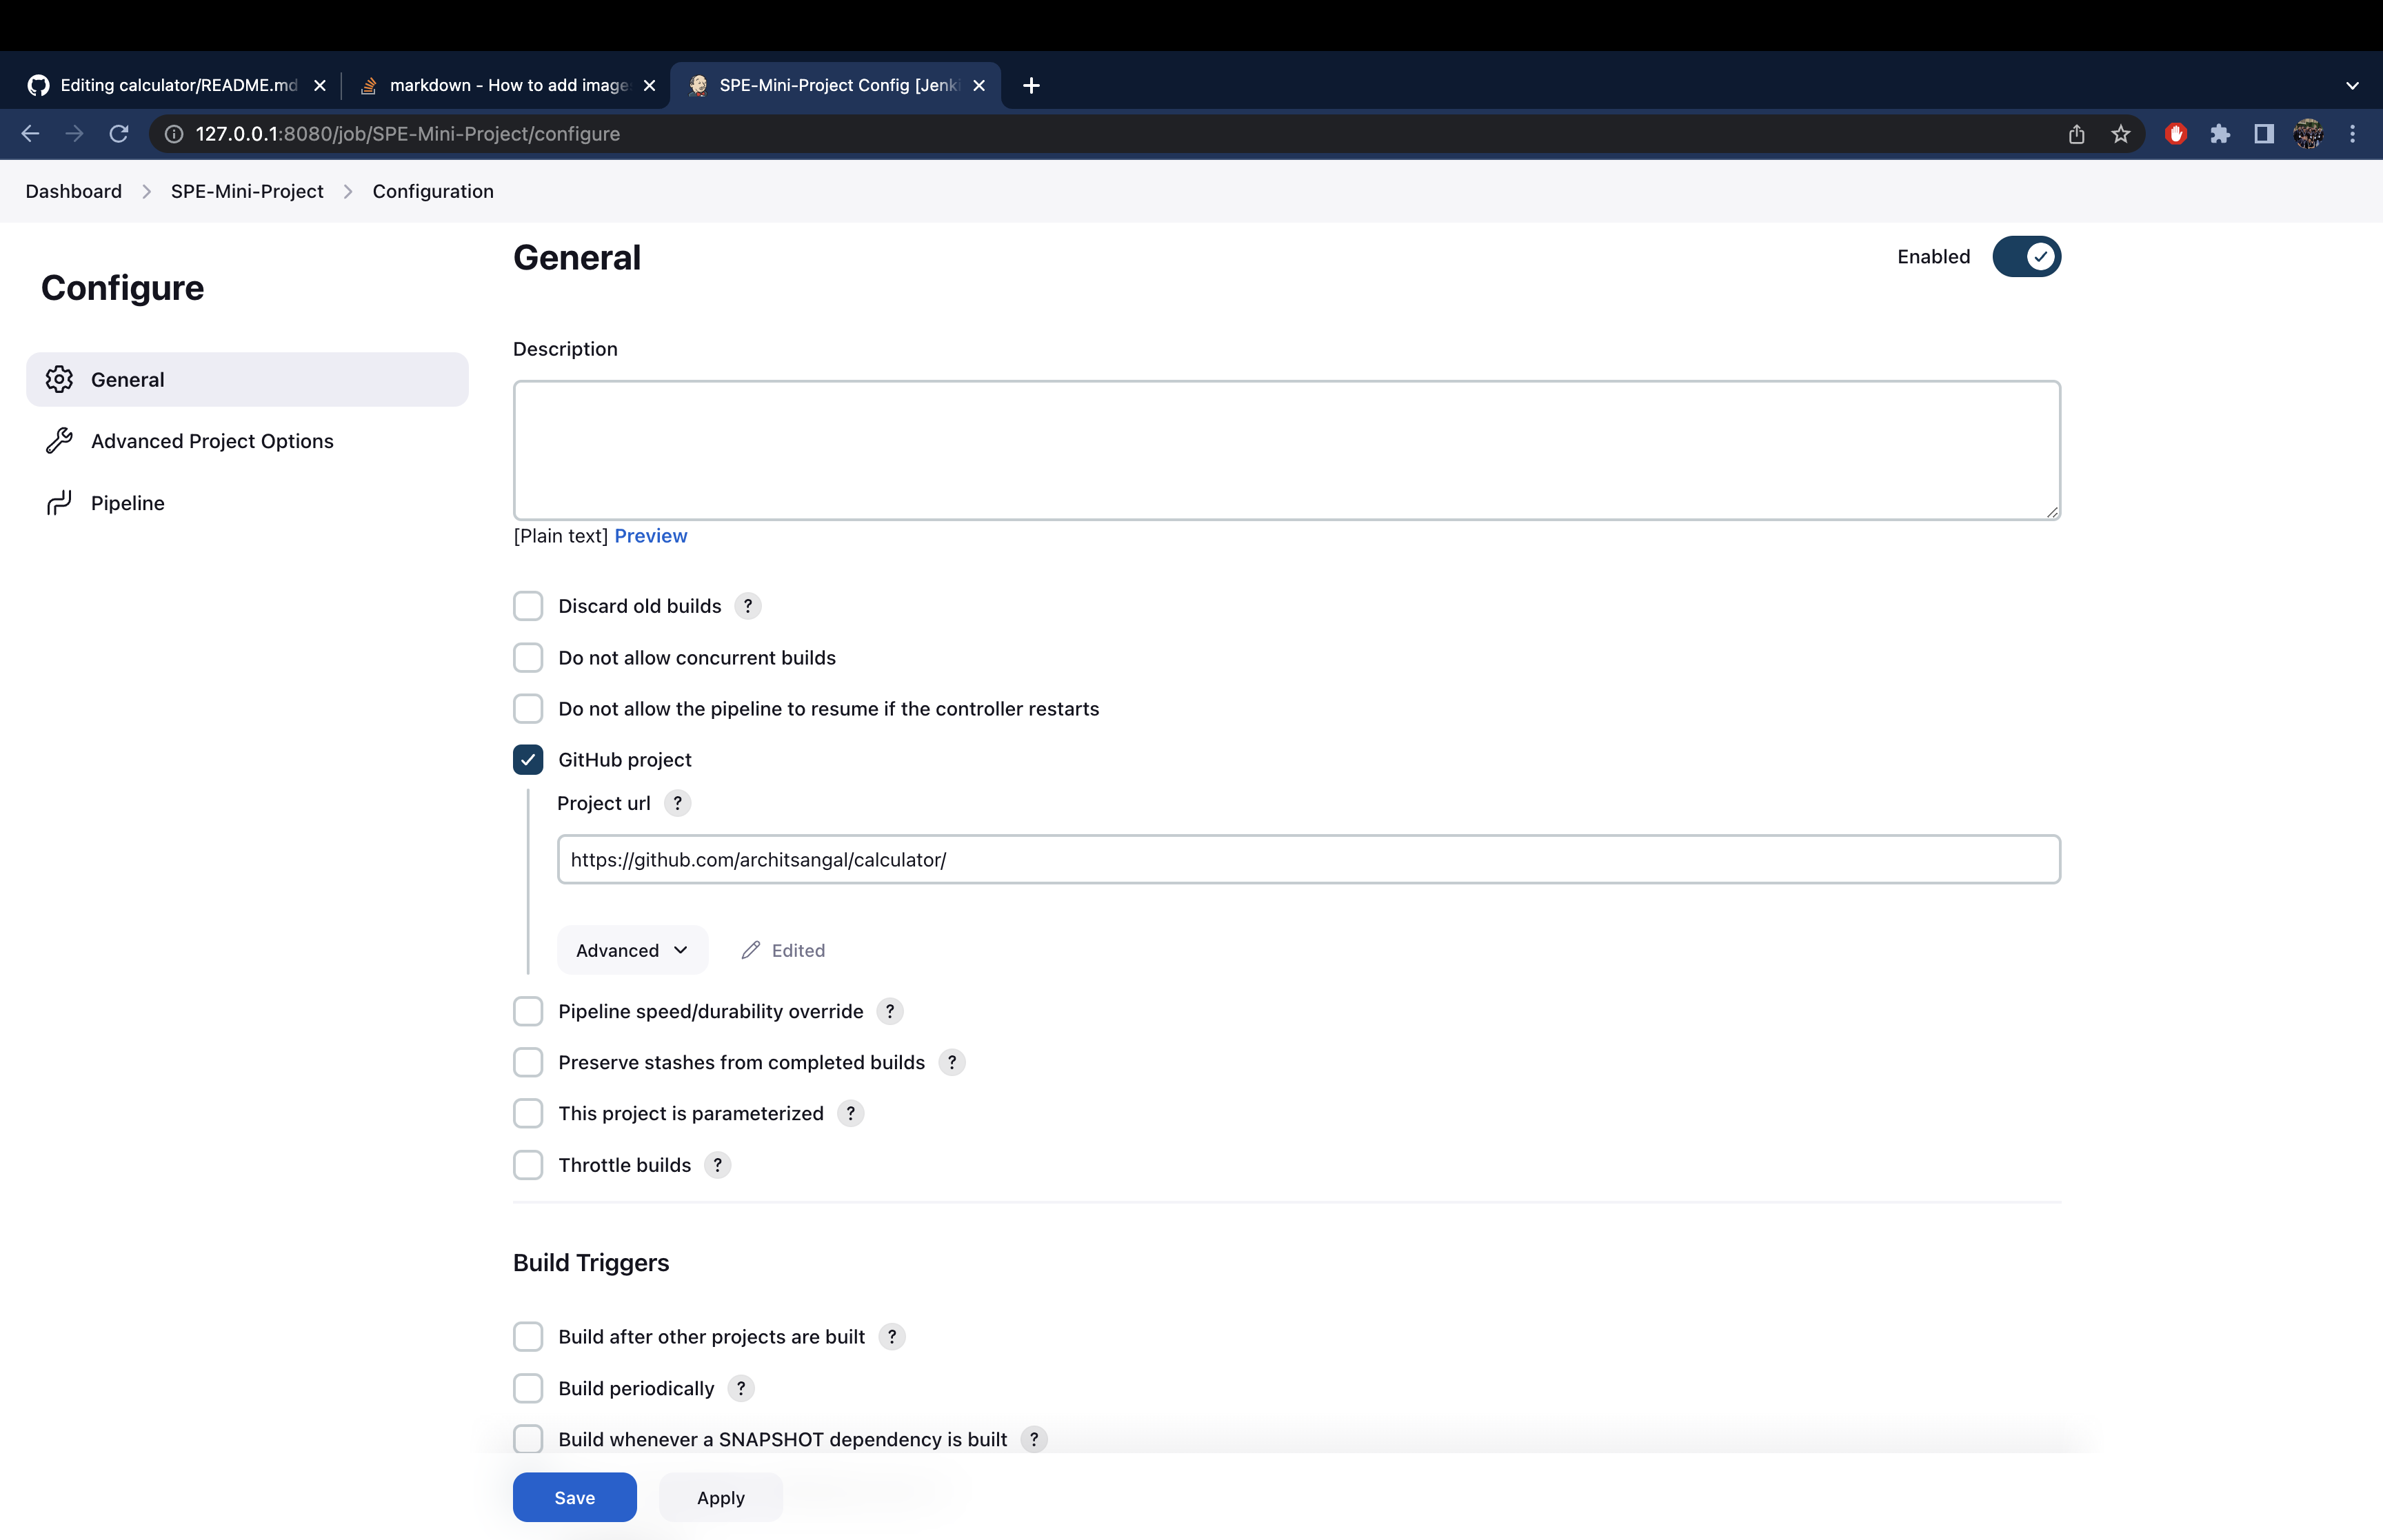 Editing calculator/README.md
markdown - How to add image
SPE-Mini-Project Config [Jenki
127.0.0.1:8080/job/SPE-Mini-Project/configure
Dashboard > SPE-Mini-Project > Configuration
Configure
General
Advanced Project Options
Pipeline
General
Enabled
Description
[Plain text] Preview
Discard old builds ?
Do not allow concurrent builds
Do not allow the pipeline to resume if the controller restarts
GitHub project
Project url ?
https://github.com/architsangal/calculator/
Advanced
Edited
Pipeline speed/durability override ?
Preserve stashes from completed builds ?
This project is parameterized ?
Throttle builds ?
Build Triggers
Build after other projects are built ?
Build periodically ?
Build whenever a SNAPSHOT dependency is built ?
Save
Apply